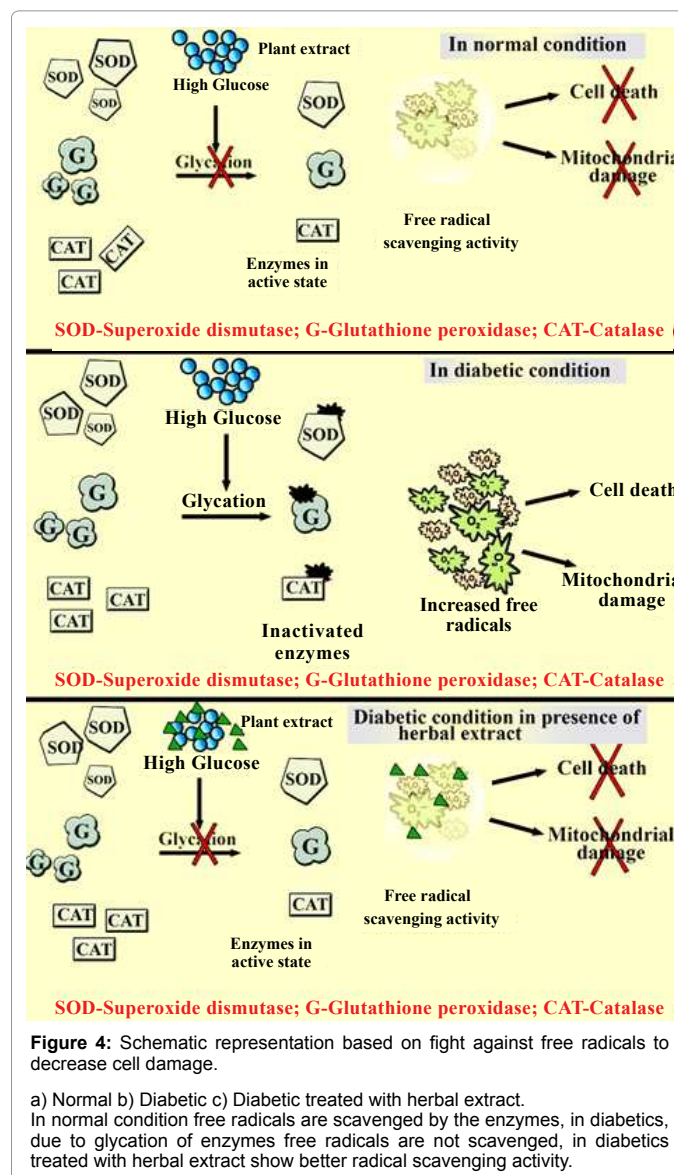 SOD
SOD
SOD
Plant extract
High Glucose
In normal condition
SOD
H₂O₂
O₂⁻
Cell death
G
G
G
Glycation
G
Mitochondrial
damage
CAT
CAT
CAT
CAT
Free radical
scavenging activity
Enzymes in
active state
SOD-Superoxide dismutase; G-Glutathione peroxidase; CAT-Catalase
In diabetic condition
SOD
SOD
SOD
High Glucose
SOD
H₂O₂
O₂⁻
H₂O₂
O₂⁻
Cell death
G
G
G
Glycation
G
Mitochondrial
damage
CAT
CAT
CAT
CAT
Increased free
radicals
Inactivated
enzymes
SOD-Superoxide dismutase; G-Glutathione peroxidase; CAT-Catalase
Plant extract
High Glucose
Diabetic condition in presence of
herbal extract
SOD
SOD
SOD
SOD
Cell death
G
G
G
Glycation
G
Mitochondrial
damage
CAT
CAT
CAT
CAT
Free radical
scavenging activity
Enzymes in
active state
SOD-Superoxide dismutase; G-Glutathione peroxidase; CAT-Catalase
Figure 4: Schematic representation based on fight against free radicals to
decrease cell damage.
a) Normal b) Diabetic c) Diabetic treated with herbal extract.
In normal condition free radicals are scavenged by the enzymes, in diabetics,
due to glycation of enzymes free radicals are not scavenged, in diabetics
treated with herbal extract show better radical scavenging activity.